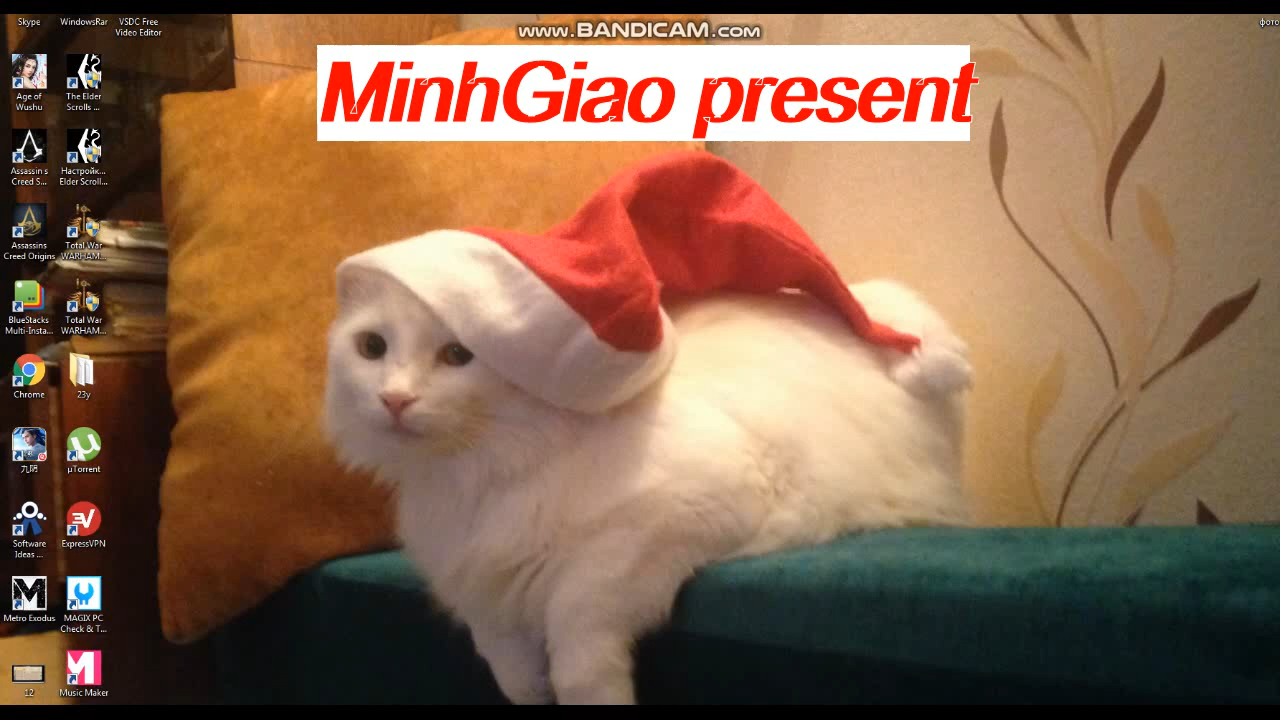 www.BANDICAM.com
MinhGiao present
Skype
WindowsRar
VSDC Free
Video Editor
фото
Age of
Wushu
The Elder
Scrolls ...
Assassin's
Creed S...
Настройк...
Elder Scroll...
Assassins
Creed Origins
Total War
WARHAM...
BlueStacks
Multi-Insta...
Total War
WARHAM...
Chrome
23y
九阴
µTorrent
Software
Ideas ...
ExpressVPN
Metro Exodus
MAGIX PC
Check & T...
12
Music Maker